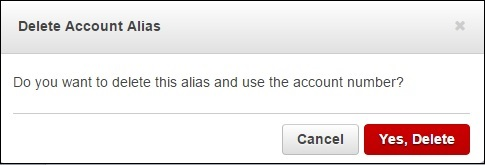 Delete Account Alias
Do you want to delete this alias and use the account number?
Cancel
Yes, Delete